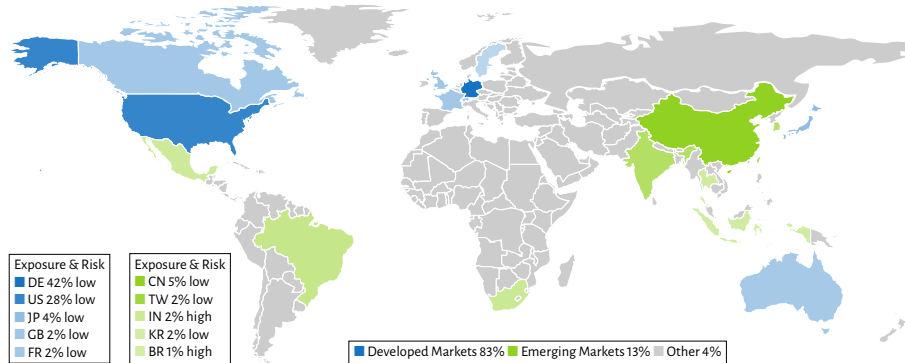 Exposure & Risk
DE 42% low
US 28% low
JP 4% low
GB 2% low
FR 2% low
Exposure & Risk
CN 5% low
TW 2% low
IN 2% high
KR 2% low
BR 1% high
Developed Markets 83% Emerging Markets 13% Other 4%